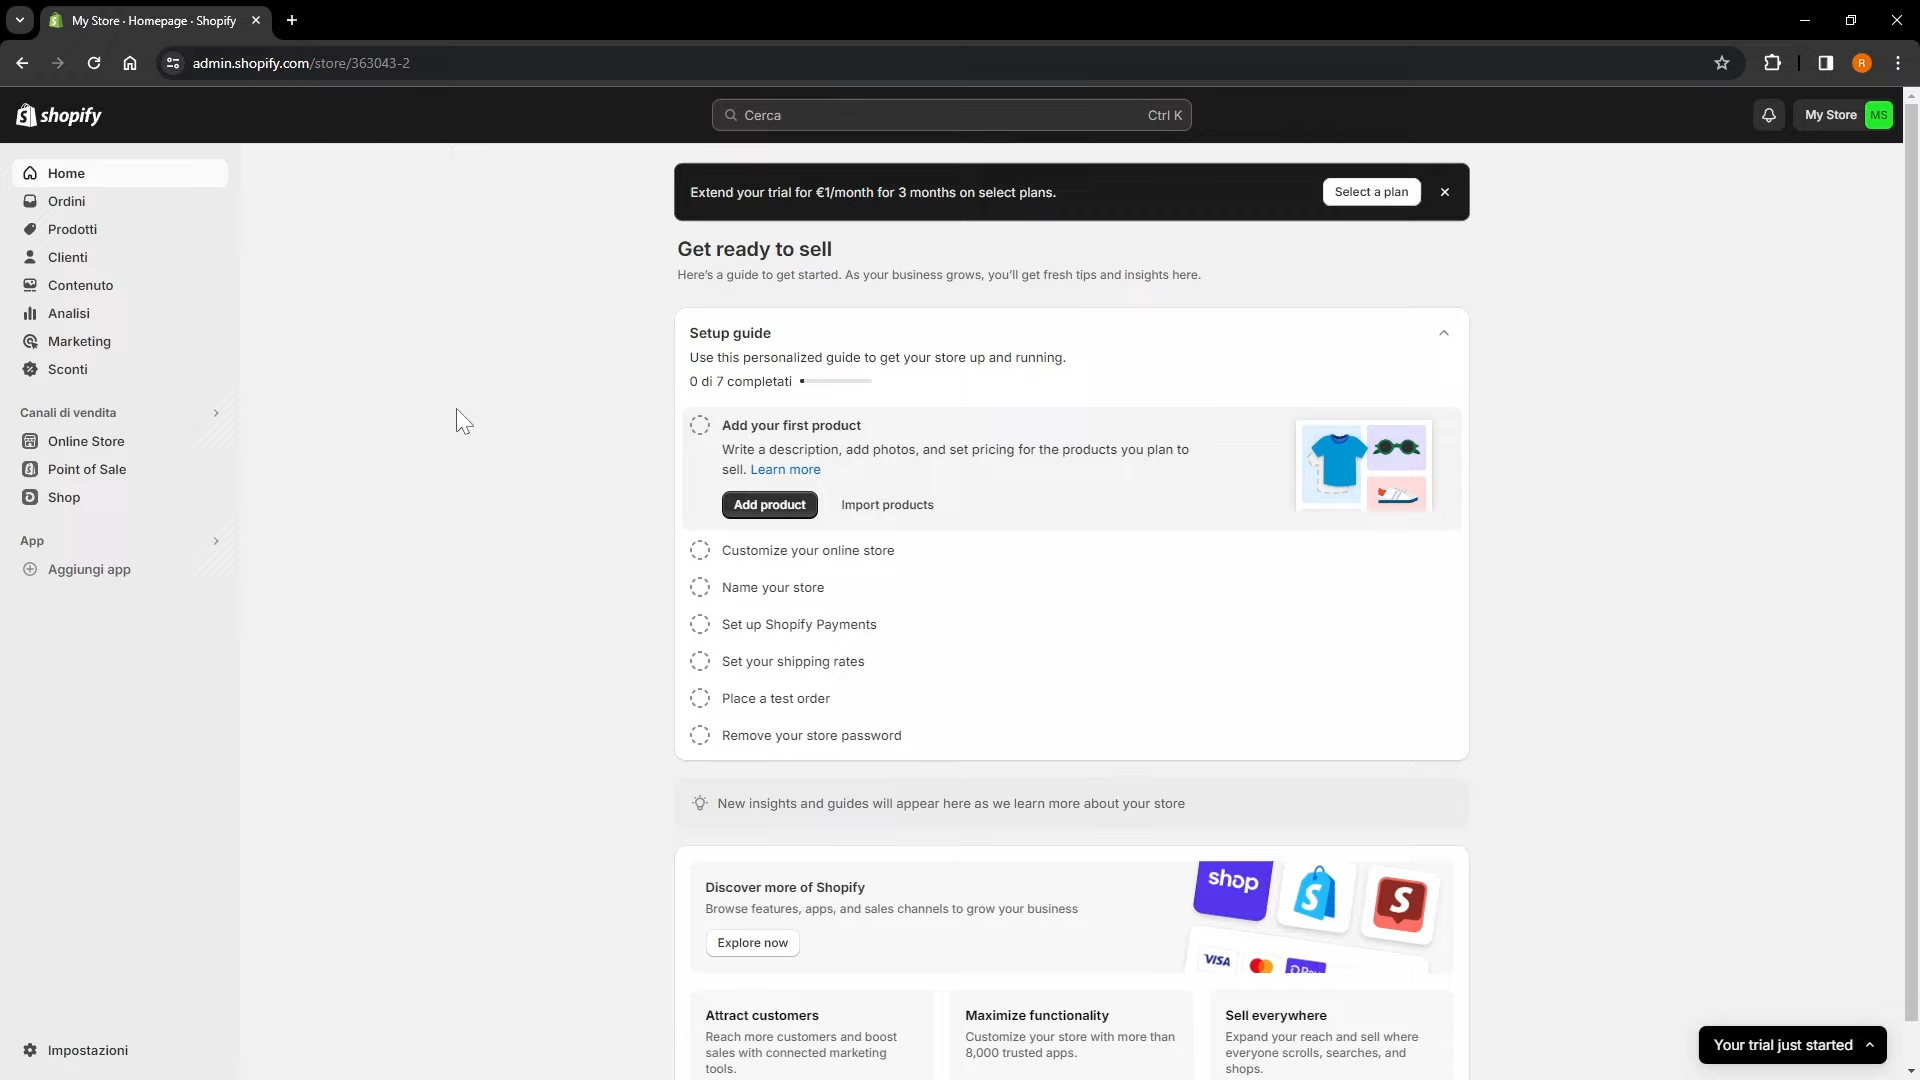 My Store · Homepage · Shopify
admin.shopify.com/store/363043-2
R
shopify
Cerca
Ctrl K
My Store
MS
Home
Ordini
Prodotti
Clienti
Contenuto
Analisi
Marketing
Sconti
Canali di vendita
Online Store
Point of Sale
Shop
App
Aggiungi app
Impostazioni
Extend your trial for €1/month for 3 months on select plans.
Select a plan
Get ready to sell
Here's a guide to get started. As your business grows, you'll get fresh tips and insights here.
Setup guide
Use this personalized guide to get your store up and running.
0 di 7 completati
Add your first product
Write a description, add photos, and set pricing for the products you plan to
sell. Learn more
Add product
Import products
Customize your online store
Name your store
Set up Shopify Payments
Set your shipping rates
Place a test order
Remove your store password
New insights and guides will appear here as we learn more about your store
Discover more of Shopify
Browse features, apps, and sales channels to grow your business
Explore now
shop
VISA
Attract customers
Reach more customers and boost
sales with connected marketing
tools.
Maximize functionality
Customize your store with more than
8,000 trusted apps.
Sell everywhere
Expand your reach and sell where
everyone scrolls, searches, and
shops.
Your trial just started